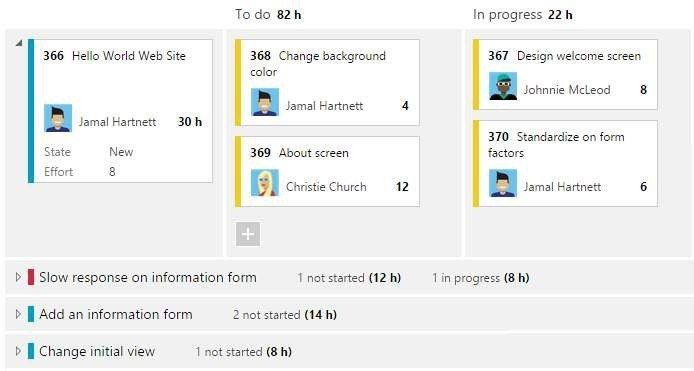 To do 82 h
In progress 22 h
366 Hello World Web Site
Jamal Hartnett 30 h
State New
Effort 8
368 Change background
color
Jamal Hartnett 4
369 About screen
Christie Church 12
367 Design welcome screen
Johnnie McLeod 8
370 Standardize on form
factors
Jamal Hartnett 6
Slow response on information form 1 not started (12 h) 1 in progress (8 h)
Add an information form 2 not started (14 h)
Change initial view 1 not started (8 h)